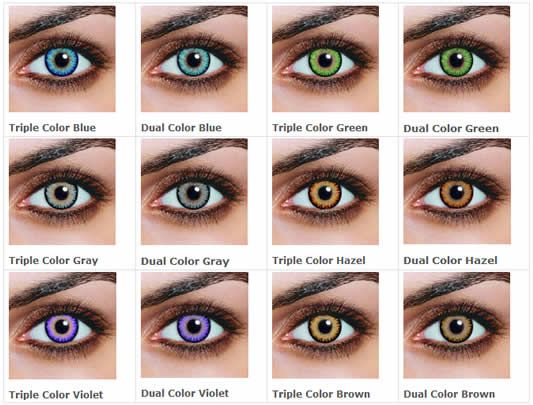 Triple Color Blue
Dual Color Blue
Triple Color Green
Dual Color Green
Triple Color Gray
Dual Color Gray
Triple Color Hazel
Dual Color Hazel
Triple Color Violet
Dual Color Violet
Triple Color Brown
Dual Color Brown